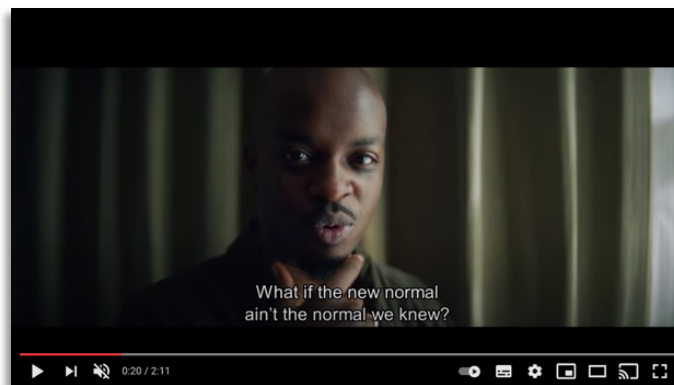 What if the new normal
ain't the normal we knew?
0:20 / 2:11